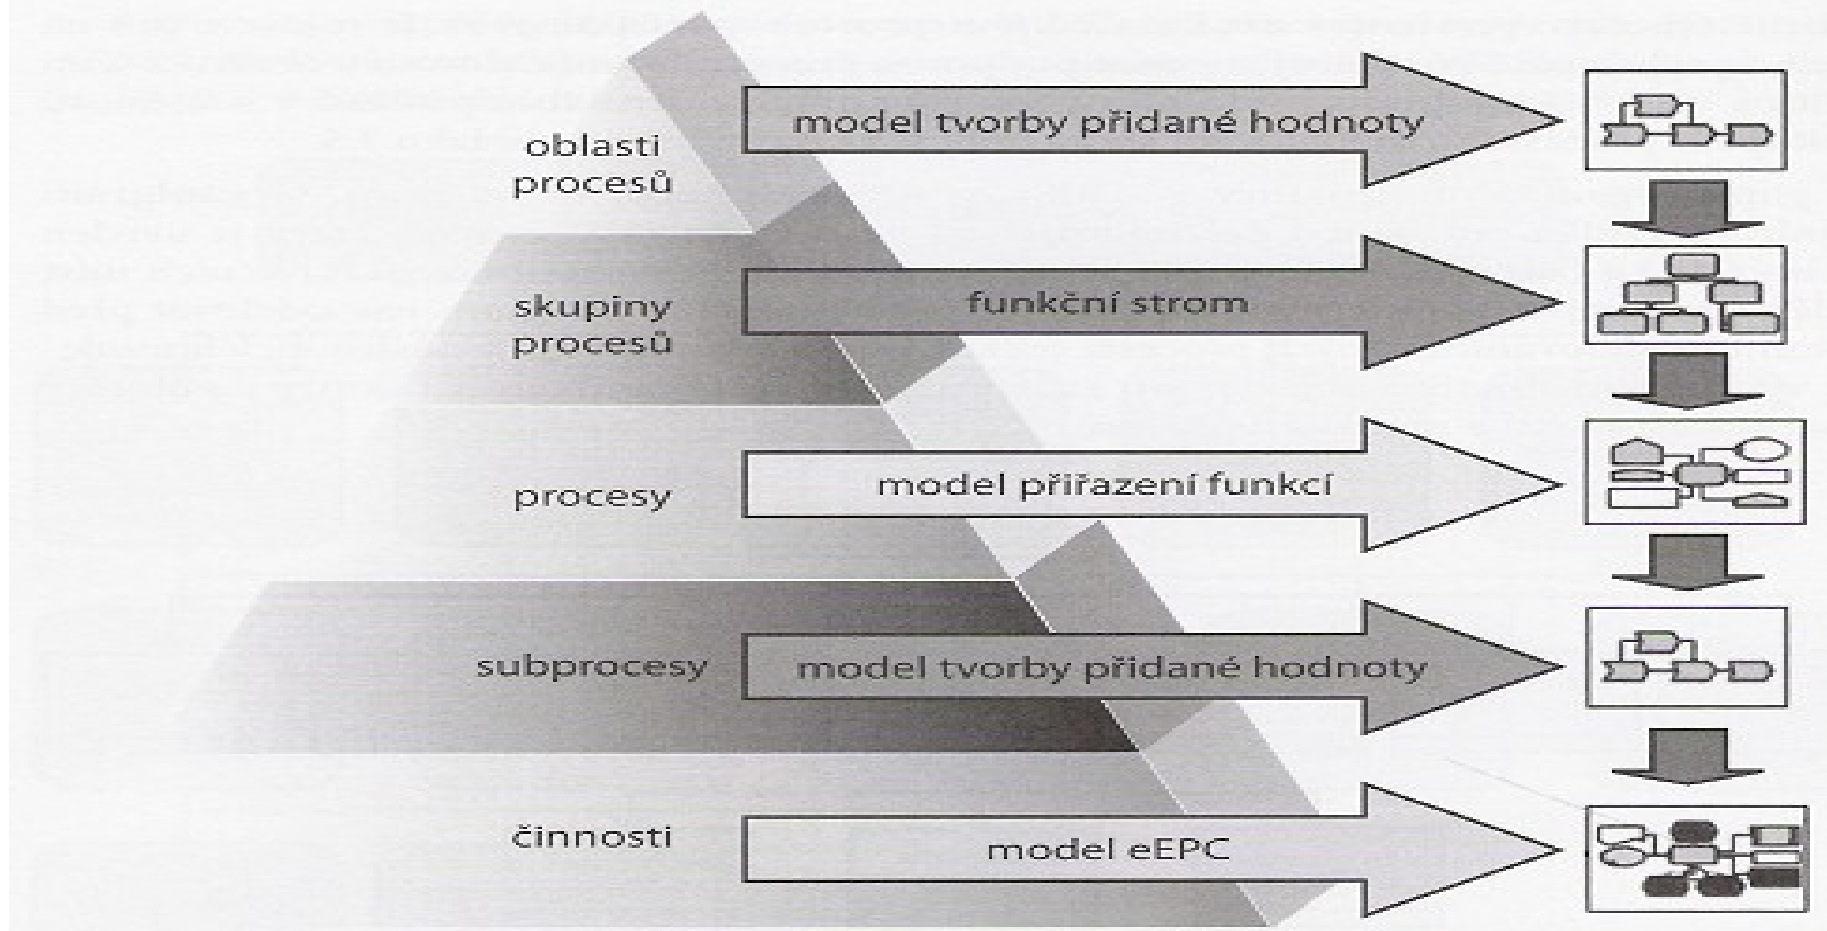 oblasti
procesů
model tvorby přidané hodnoty
skupiny
procesů
funkční strom
procesy
model přiřazení funkcí
subprocesy
model tvorby přidané hodnoty
činnosti
model eEPC